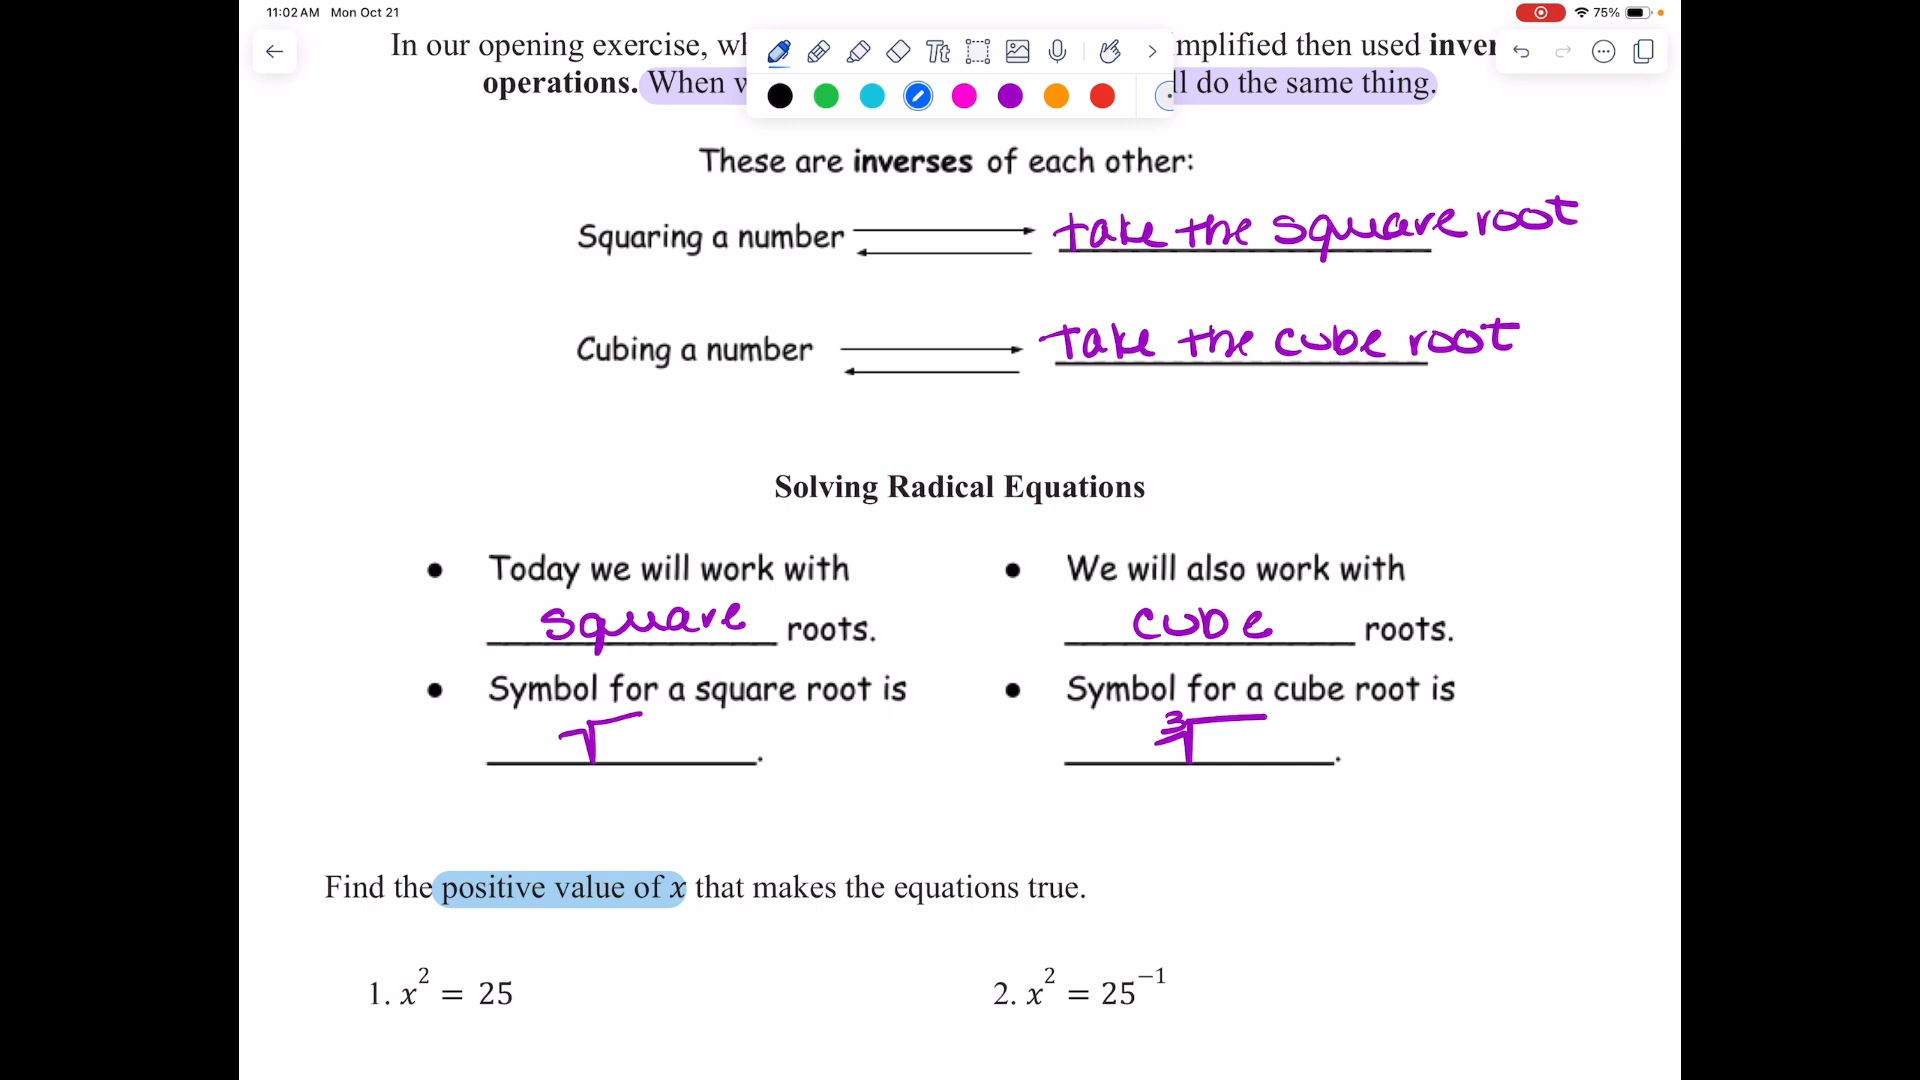 11:02 AM Mon Oct 21
75%
In our opening exercise, mplified then used inver
operations. When ll do the same thing.
Tt
These are inverses of each other:
Squaring a number take the square root
Cubing a number Take the cube root
Solving Radical Equations
• Today we will work with
square roots.
• Symbol for a square root is
√.
• We will also work with
cube roots.
• Symbol for a cube root is
∛.
Find the positive value of x that makes the equations true.
1. x² = 25
2. x² = 25⁻¹